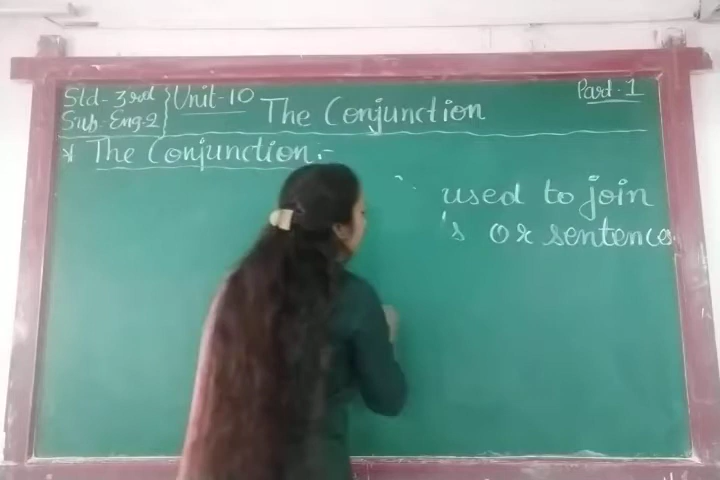 Std-3rd
Sub-Eng-2
Unit-10
The Conjunction
Part-1
* The Conjunction:-
used to join
's or sentences